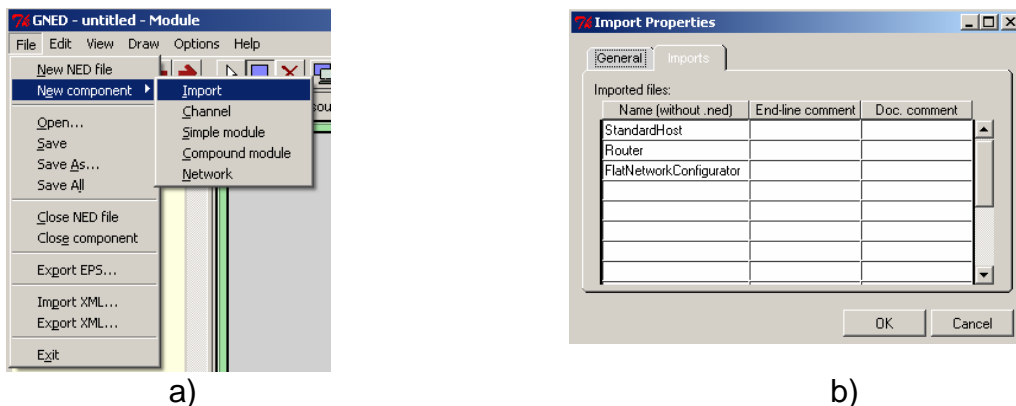 GNED - untitled - Module
File Edit View Draw Options Help
New NED file
New component
Open...
Save
Save As...
Save All
Close NED file
Close component
Export EPS...
Import XML...
Export XML...
Exit
Import
Channel
Simple module
Compound module
Network
a)
Import Properties
General Imports
Imported files:
Name (without .ned) End-line comment Doc. comment
StandardHost
Router
FlatNetworkConfigurator
OK Cancel
b)